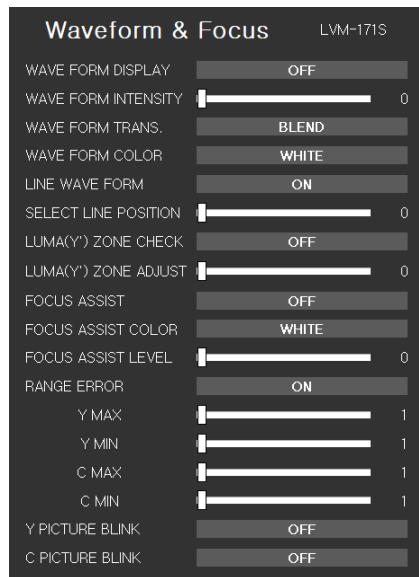 Waveform & Focus LVM-171S
WAVE FORM DISPLAY OFF
WAVE FORM INTENSITY 0
WAVE FORM TRANS. BLEND
WAVE FORM COLOR WHITE
LINE WAVE FORM ON
SELECT LINE POSITION 0
LUMA(Y') ZONE CHECK OFF
LUMA(Y') ZONE ADJUST 0
FOCUS ASSIST OFF
FOCUS ASSIST COLOR WHITE
FOCUS ASSIST LEVEL 0
RANGE ERROR ON
Y MAX 1
Y MIN 1
C MAX 1
C MIN 1
Y PICTURE BLINK OFF
C PICTURE BLINK OFF